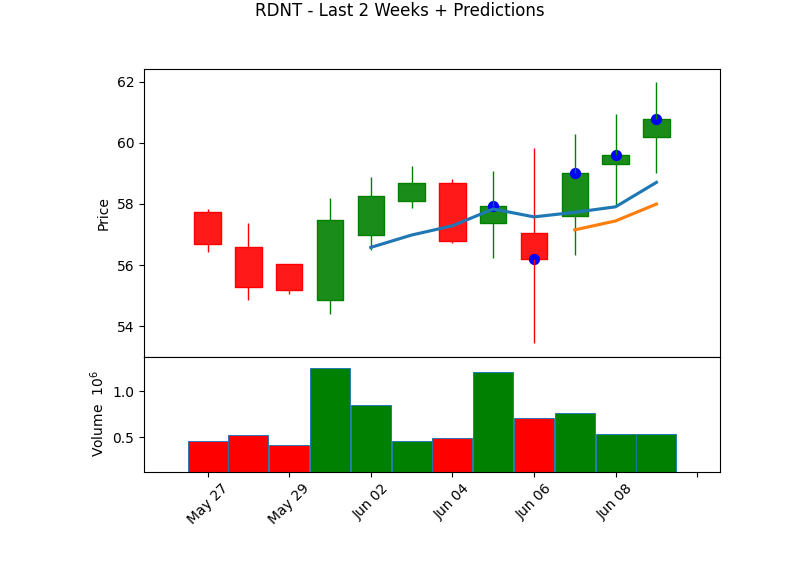 RDNT - Last 2 Weeks + Predictions
62
60
58
56
54
Price
1.0
0.5
Volume 10^6
May 27
May 29
Jun 02
Jun 04
Jun 06
Jun 08